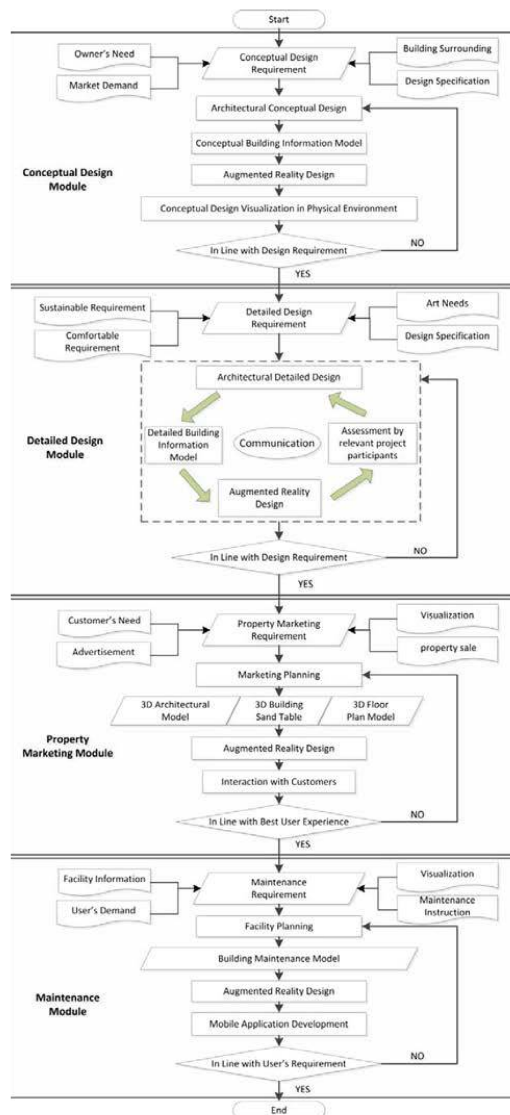 Start
Owner's Need
Market Demand
Conceptual Design
Requirement
Building Surrounding
Design Specification
Architectural Conceptual Design
Conceptual Building Information Model
Augmented Reality Design
Conceptual Design Visualization in Physical Environment
Conceptual Design
Module
In Line with Design Requirement
NO
YES
Sustainable Requirement
Comfortable
Requirement
Detailed Design
Requirement
Art Needs
Design Specification
Architectural Detailed Design
Detailed Building
Information
Model
Communication
Assessment by
relevant project
participants
Augmented Reality
Design
Detailed Design
Module
In Line with Design Requirement
NO
YES
Customer's Need
Advertisement
Property Marketing
Requirement
Visualization
property sale
Marketing Planning
3D Architectural
Model
3D Building
Sand Table
3D Floor
Plan Model
Augmented Reality Design
Interaction with Customers
Property
Marketing Module
In Line with Best User Experience
NO
YES
Facility Information
User's Demand
Maintenance
Requirement
Visualization
Maintenance
Instruction
Facility Planning
Building Maintenance Model
Augmented Reality Design
Mobile Application Development
Maintenance
Module
In Line with User's Requirement
NO
YES
End